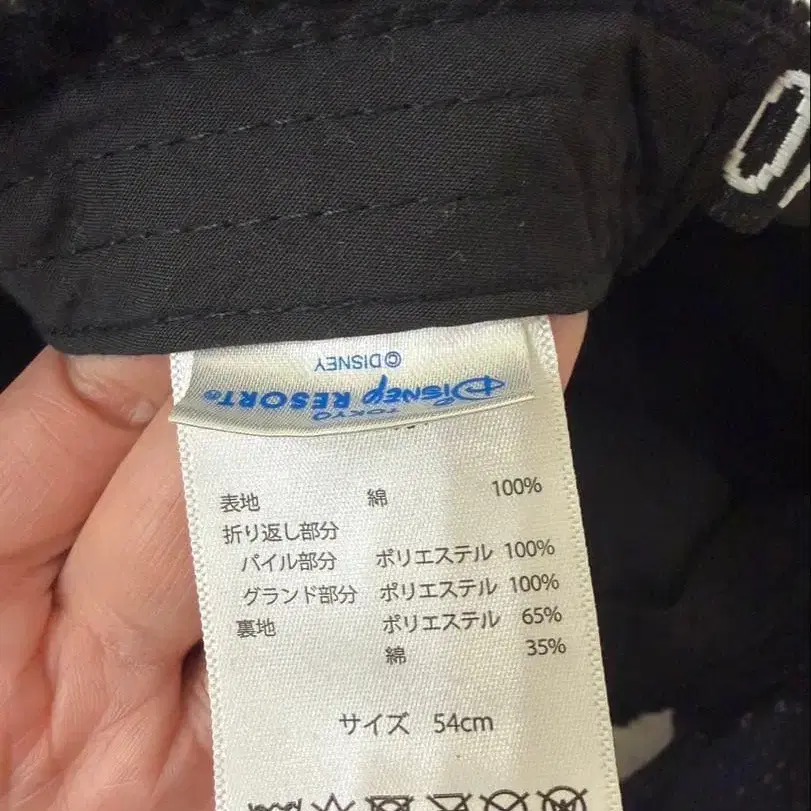 ©DISNEY
TOKYO
Disney RESORT®
表地 綿 100%
折り返し部分
パイル部分 ポリエステル 100%
グランド部分 ポリエステル 100%
裏地 ポリエステル 65%
綿 35%
サイズ 54cm